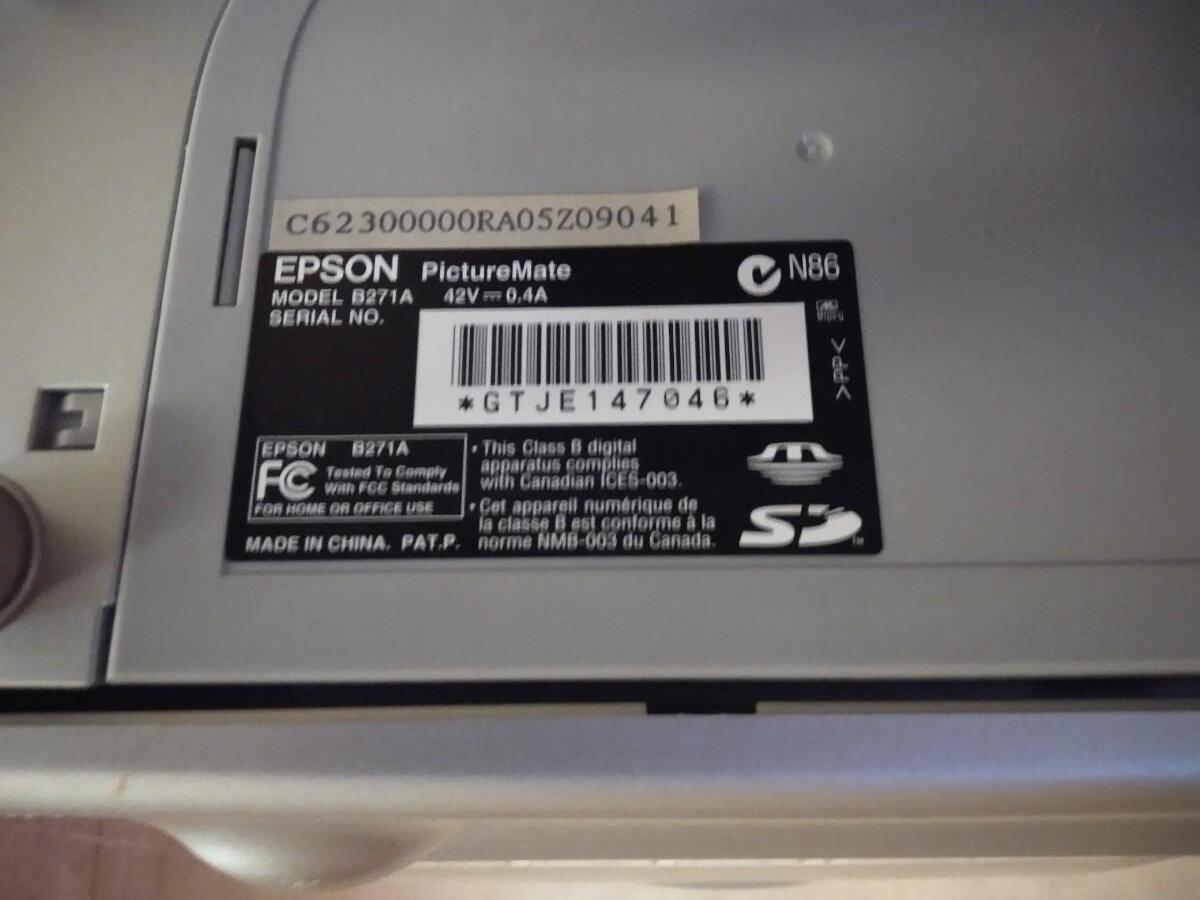 C62300000RA05Z09041
EPSON PictureMate
N86
MODEL B271A 42V⎓0.4A
SERIAL NO.
*GTJE147046*
EPSON B271A
FC Tested To Comply
With FCC Standards
FOR HOME OR OFFICE USE
MADE IN CHINA. PAT.P.
• This Class B digital
apparatus complies
with Canadian ICES-003.
• Cet appareil numérique de
la classe B est conforme à la
norme NMB-003 du Canada.
SD™